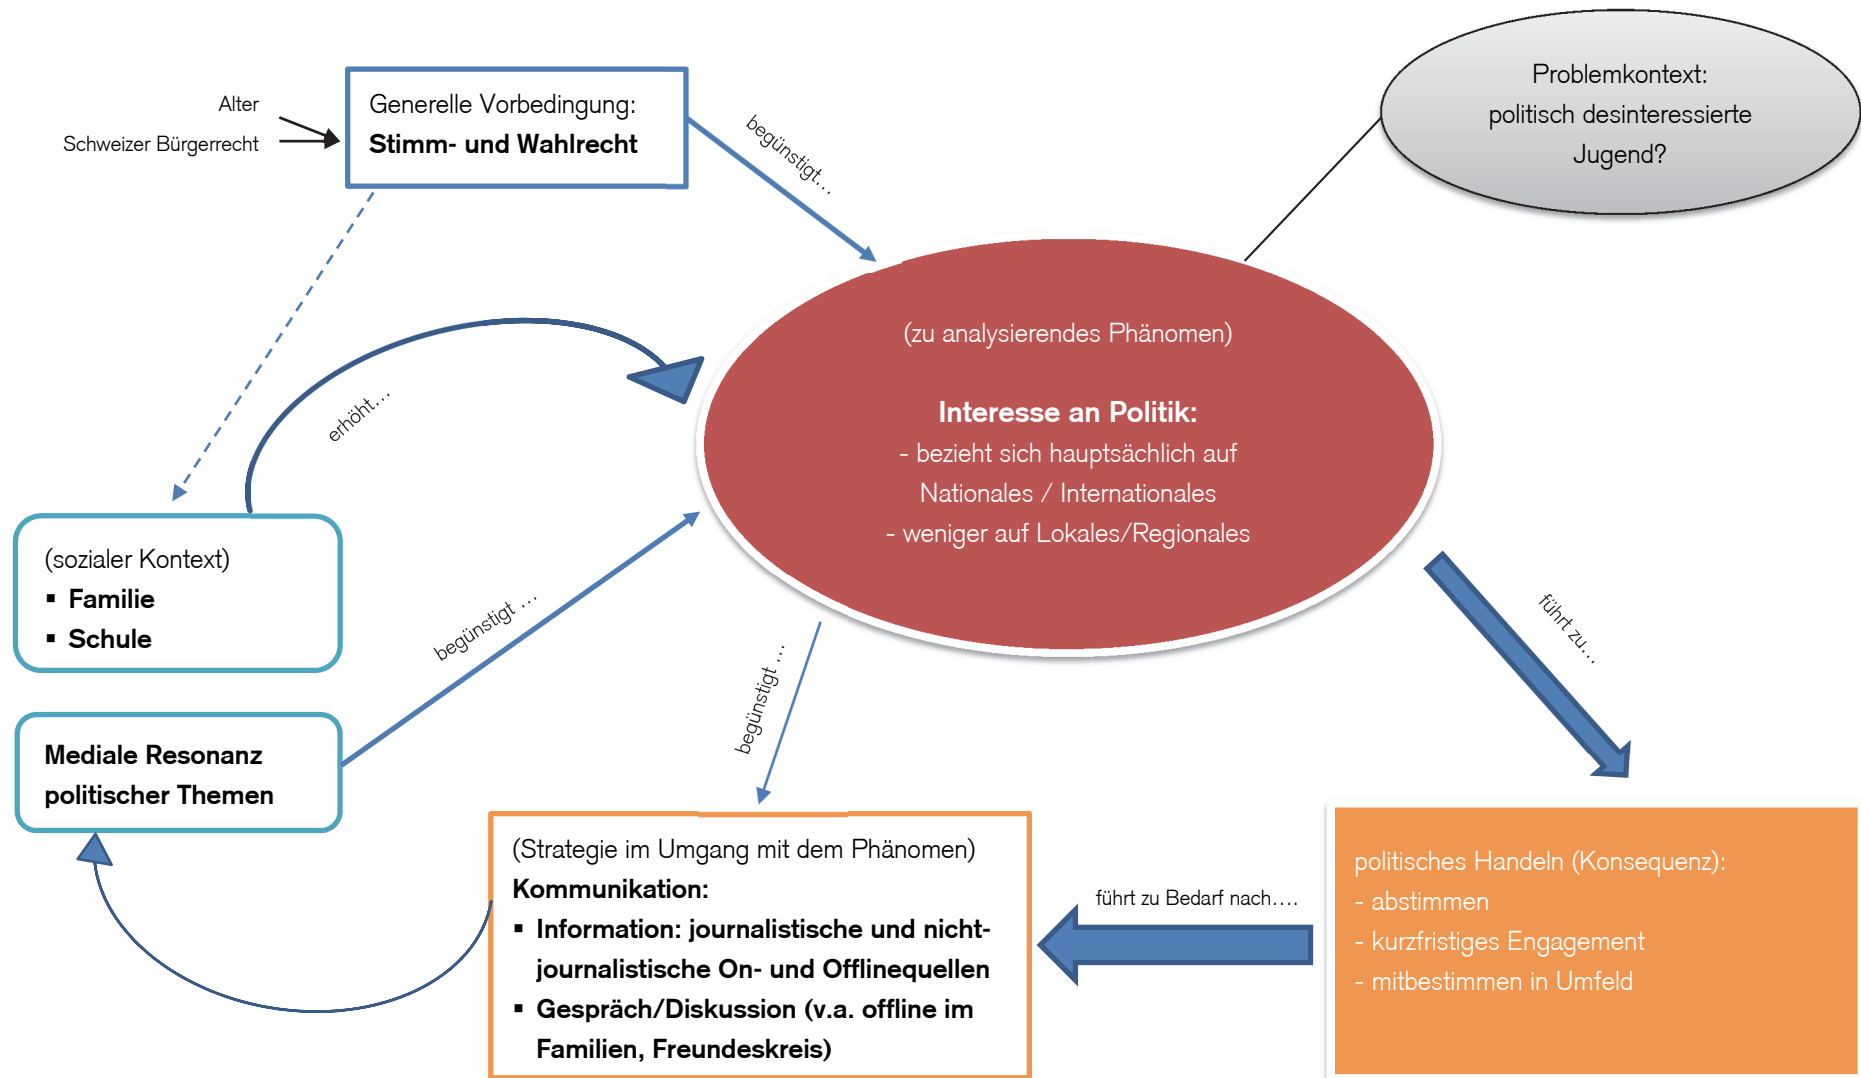 Problemkontext:
politisch desinteressierte
Jugend?
Alter
Schweizer Bürgerrecht
Generelle Vorbedingung:
Stimm- und Wahlrecht
begünstigt…
(zu analysierendes Phänomen)
Interesse an Politik:
- bezieht sich hauptsächlich auf
Nationales / Internationales
- weniger auf Lokales/Regionales
erhöht…
(sozialer Kontext)
▪ Familie
▪ Schule
begünstigt …
begünstigt …
führt zu…
Mediale Resonanz
politischer Themen
(Strategie im Umgang mit dem Phänomen)
Kommunikation:
▪ Information: journalistische und nicht-
journalistische On- und Offlinequellen
▪ Gespräch/Diskussion (v.a. offline im
Familien, Freundeskreis)
führt zu Bedarf nach….
politisches Handeln (Konsequenz):
- abstimmen
- kurzfristiges Engagement
- mitbestimmen in Umfeld